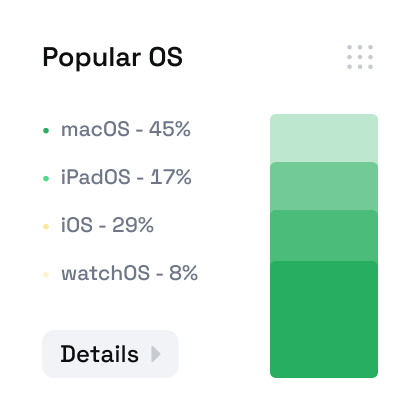 Popular OS
macOS - 45%
iPadOS - 17%
iOS - 29%
watchOS - 8%
Details